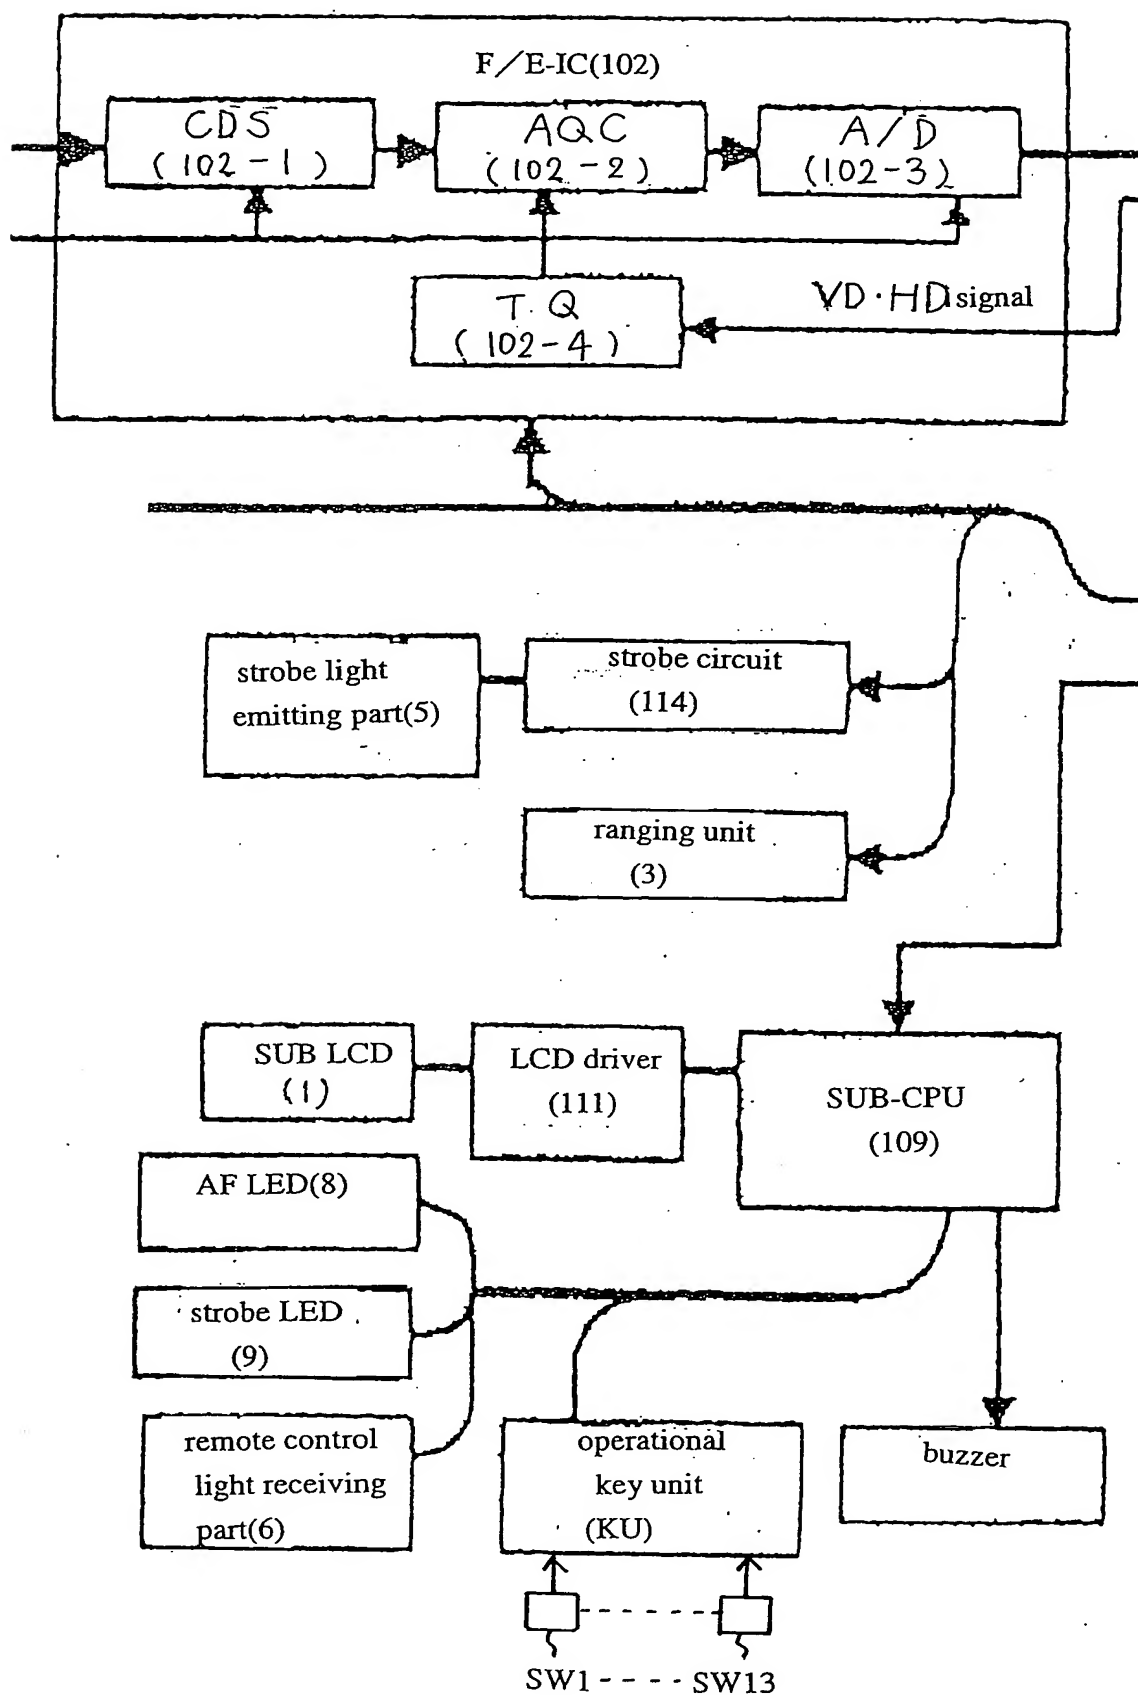 F/E-IC(102)
CDS
(102-1)
AQC
(102-2)
A/D
(102-3)
T.Q
(102-4)
VD·HD signal
strobe light
emitting part(5)
strobe circuit
(114)
ranging unit
(3)
SUB LCD
(1)
LCD driver
(111)
SUB-CPU
(109)
AF LED(8)
strobe LED
(9)
remote control
light receiving
part(6)
operational
key unit
(KU)
buzzer
SW1 - - - - SW13